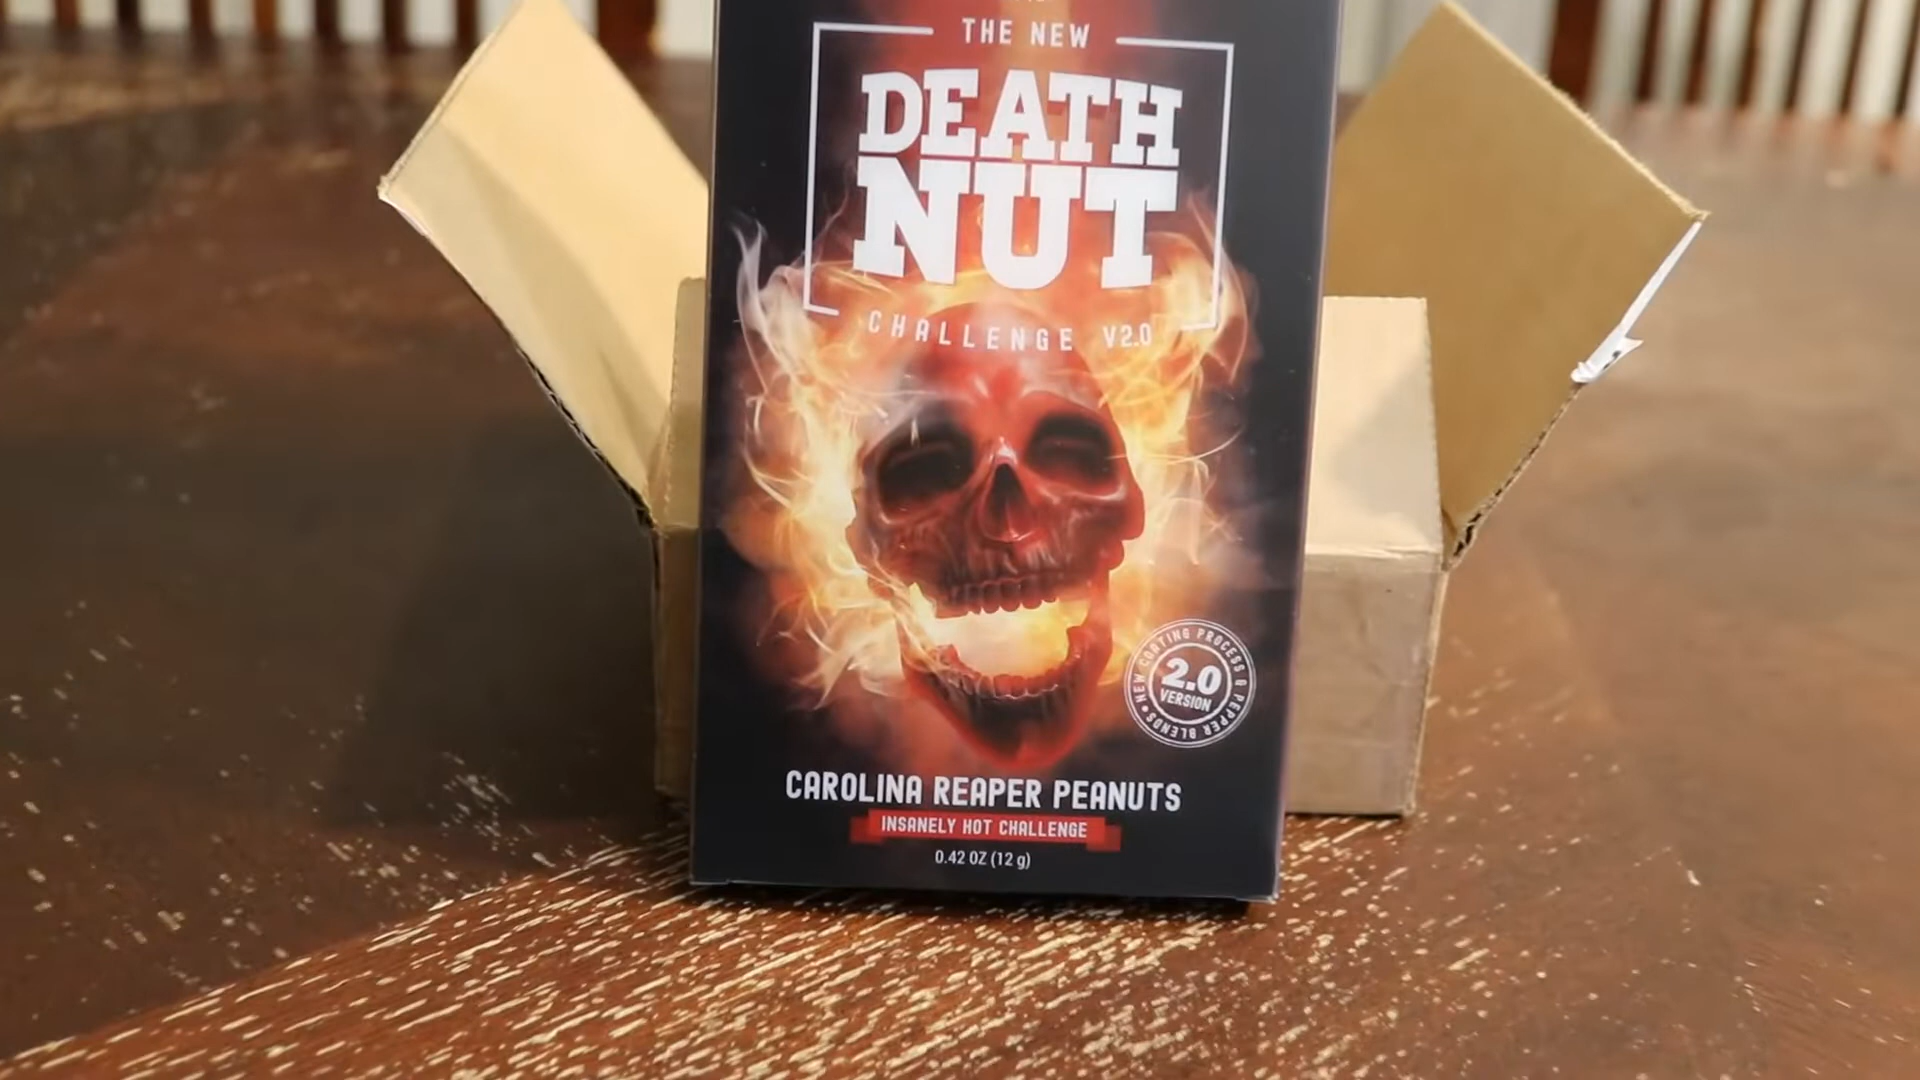 THE NEW
DEATH
NUT
CHALLENGE V2.0
NEW COATING PROCESS & PEPPER BLENDS
2.0
VERSION
CAROLINA REAPER PEANUTS
INSANELY HOT CHALLENGE
0.42 OZ (12 g)